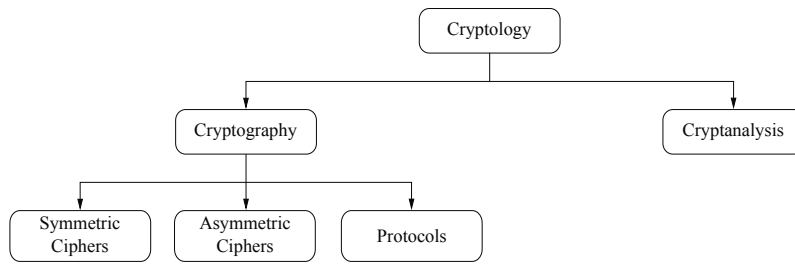 Cryptology
Cryptography
Cryptanalysis
Symmetric
Ciphers
Asymmetric
Ciphers
Protocols